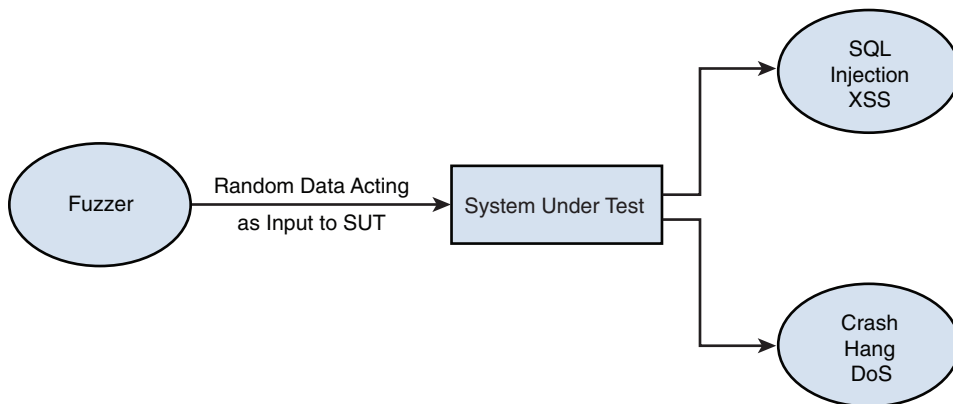 Fuzzer
Random Data Acting
as Input to SUT
System Under Test
SQL
Injection
XSS
Crash
Hang
DoS